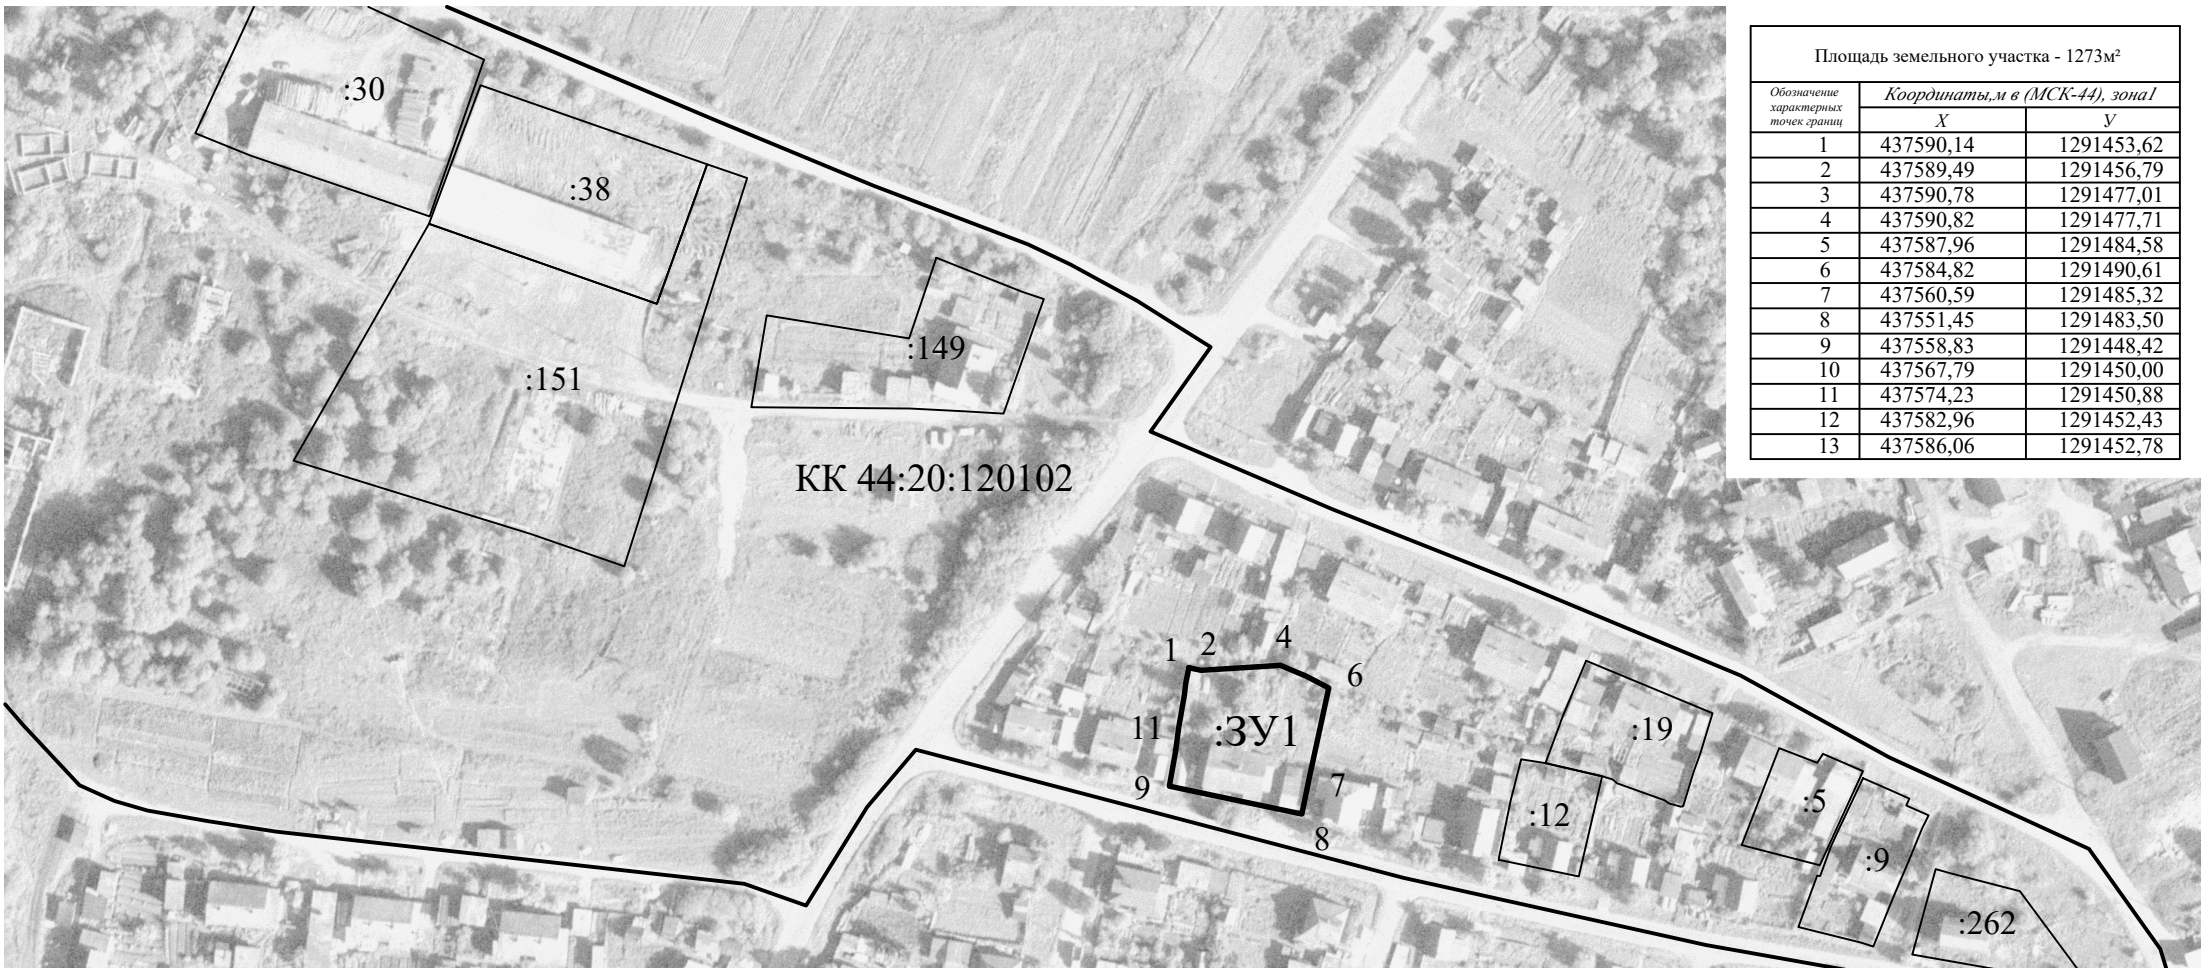 Площадь земельного участка - 1273м²
Обозначение характерных точек границ
Координаты,м в (МСК-44), зона1
X У
1 437590,14 1291453,62
2 437589,49 1291456,79
3 437590,78 1291477,01
4 437590,82 1291477,71
5 437587,96 1291484,58
6 437584,82 1291490,61
7 437560,59 1291485,32
8 437551,45 1291483,50
9 437558,83 1291448,42
10 437567,79 1291450,00
11 437574,23 1291450,88
12 437582,96 1291452,43
13 437586,06 1291452,78
:30
:38
:149
:151
КК 44:20:120102
1 2 4
6
11
:ЗУ1
9
7
8
:19
:12
:5
:9
:262